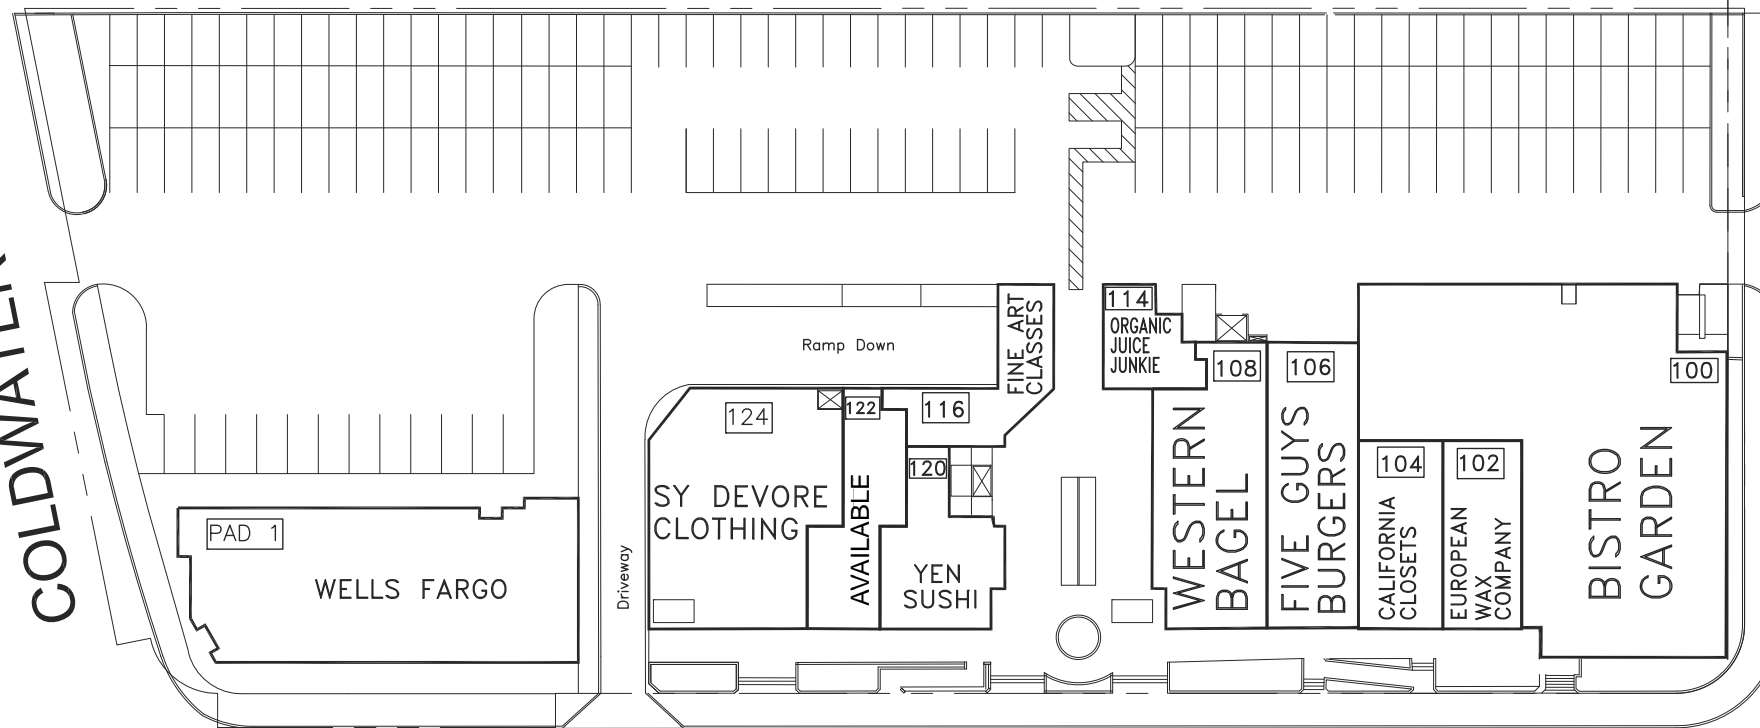 COLDWATER
PAD 1
WELLS FARGO
Driveway
Ramp Down
124
SY DEVORE
CLOTHING
122
AVAILABLE
116
FINE ART
CLASSES
120
YEN
SUSHI
114
ORGANIC
JUICE
JUNKIE
108
WESTERN
BAGEL
106
FIVE GUYS
BURGERS
104
CALIFORNIA
CLOSETS
102
EUROPEAN
WAX
COMPANY
100
BISTRO
GARDEN